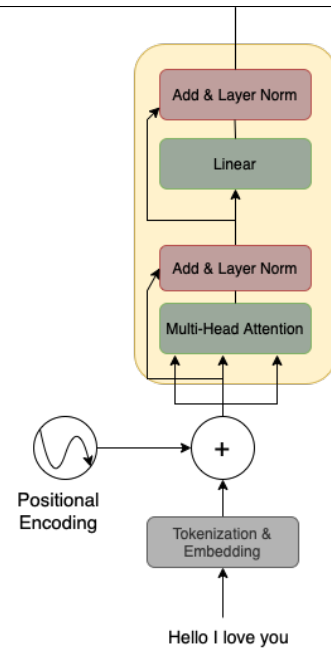 Add & Layer Norm
Linear
Add & Layer Norm
Multi-Head Attention
+
Positional
Encoding
Tokenization &
Embedding
Hello I love you